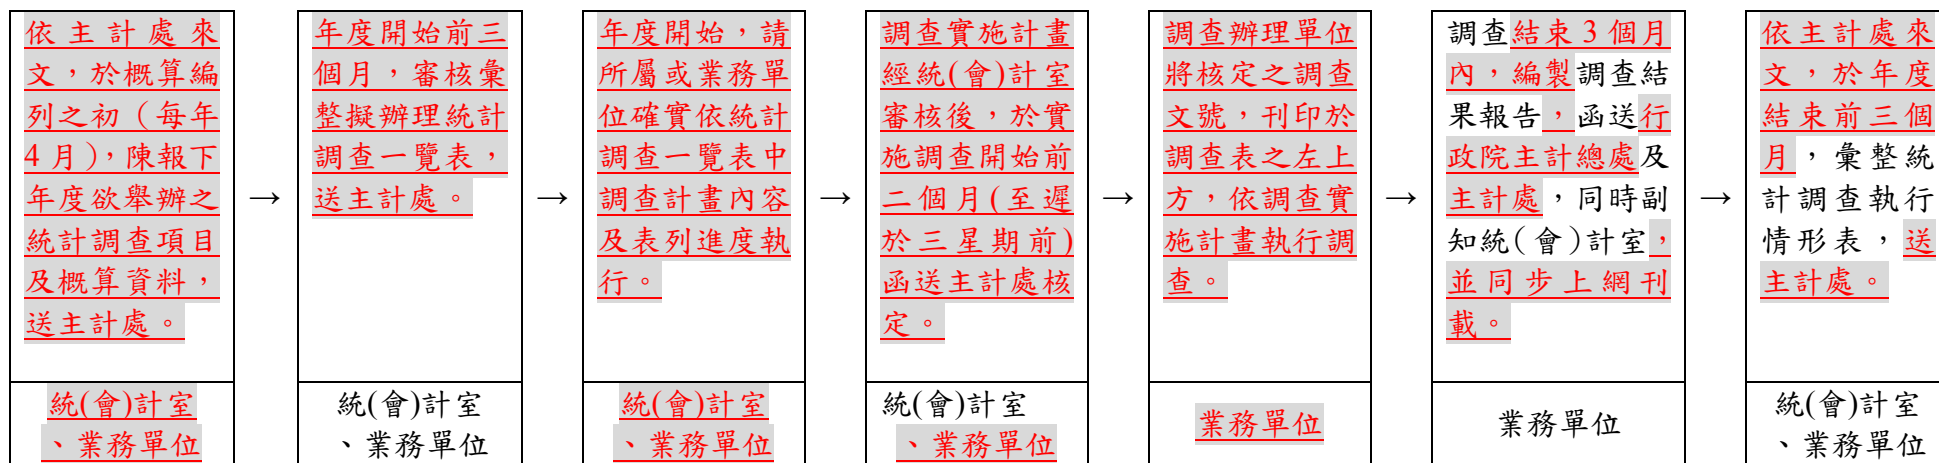 依主計處來
文，於概算編
列之初（每年
4月），陳報下
年度欲舉辦之
統計調查項目
及概算資料，
送主計處。
統(會)計室
、業務單位
→
年度開始前三
個月，審核彙
整擬辦理統計
調查一覽表，
送主計處。
統(會)計室
、業務單位
→
年度開始，請
所屬或業務單
位確實依統計
調查一覽表中
調查計畫內容
及表列進度執
行。
統(會)計室
、業務單位
→
調查實施計畫
經統(會)計室
審核後，於實
施調查開始前
二個月(至遲
於三星期前)
函送主計處核
定。
統(會)計室
、業務單位
→
調查辦理單位
將核定之調查
文號，刊印於
調查表之左上
方，依調查實
施計畫執行調
查。
業務單位
→
調查結束3個月
內，編製調查結
果報告，函送行
政院主計總處及
主計處，同時副
知統(會)計室，
並同步上網刊
載。
業務單位
→
依主計處來
文，於年度
結束前三個
月，彙整統
計調查執行
情形表，送
主計處。
統(會)計室
、業務單位